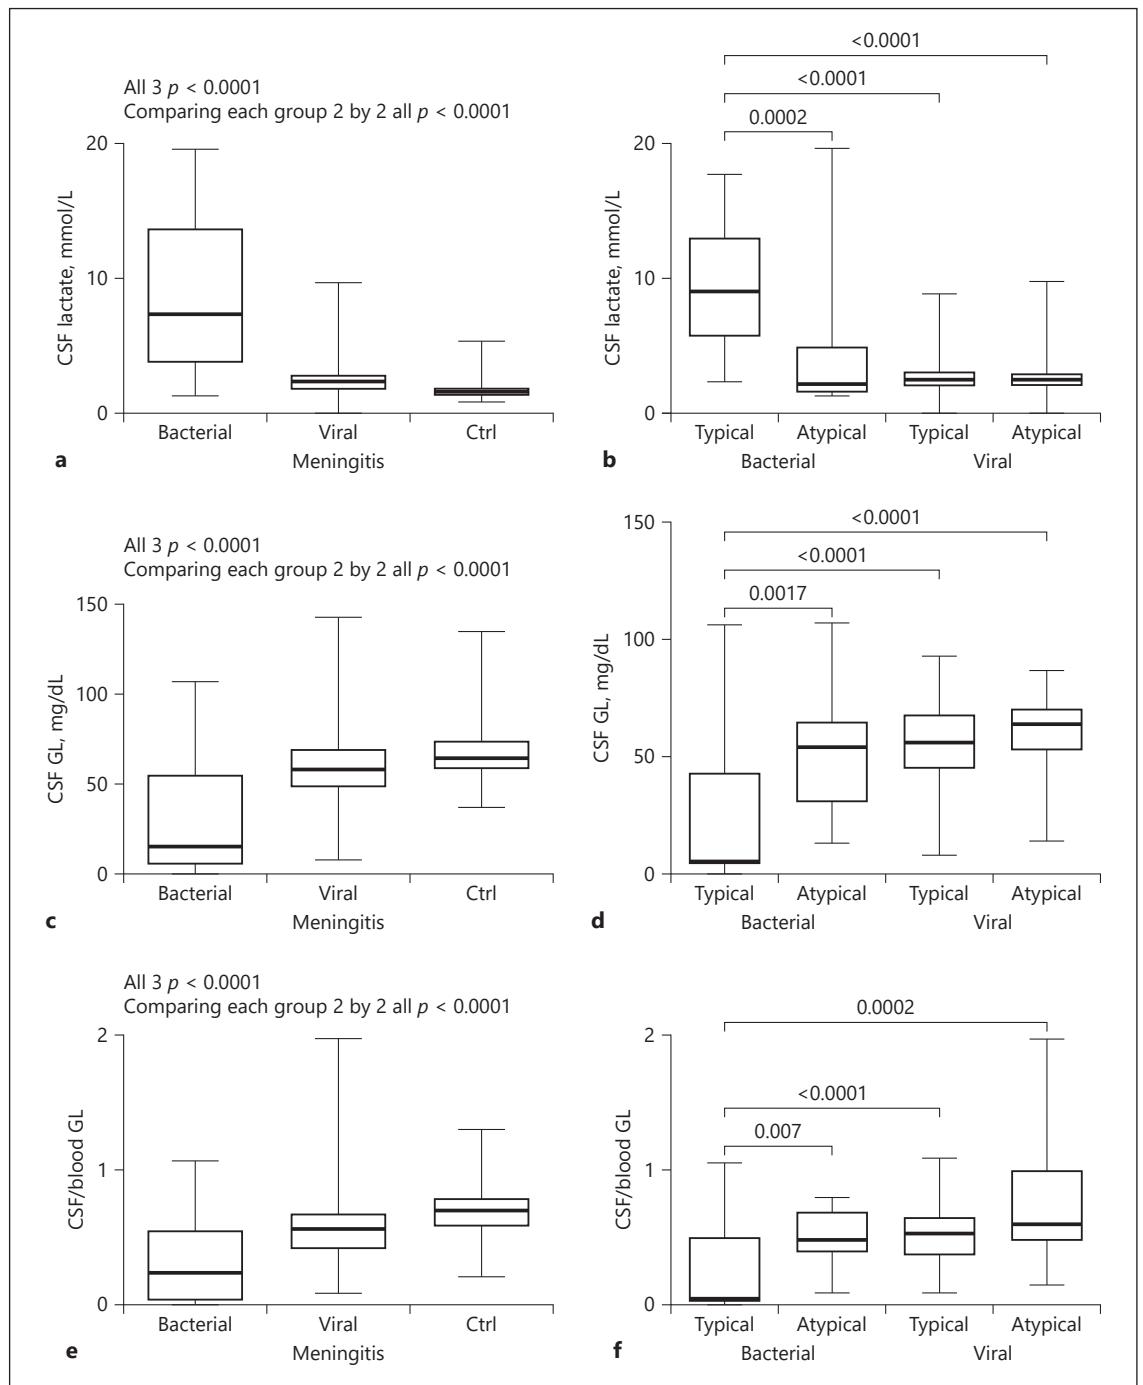 All 3 p < 0.0001
Comparing each group 2 by 2 all p < 0.0001
20
10
0
CSF lactate, mmol/L
Bacterial Viral Ctrl
Meningitis
a
<0.0001
<0.0001
0.0002
20
10
0
CSF lactate, mmol/L
Typical Atypical Typical Atypical
Bacterial Viral
b
All 3 p < 0.0001
Comparing each group 2 by 2 all p < 0.0001
150
100
50
0
CSF GL, mg/dL
Bacterial Viral Ctrl
Meningitis
c
<0.0001
<0.0001
0.0017
150
100
50
0
CSF GL, mg/dL
Typical Atypical Typical Atypical
Bacterial Viral
d
All 3 p < 0.0001
Comparing each group 2 by 2 all p < 0.0001
2
1
0
CSF/blood GL
Bacterial Viral Ctrl
Meningitis
e
0.0002
<0.0001
0.007
2
1
0
CSF/blood GL
Typical Atypical Typical Atypical
Bacterial Viral
f